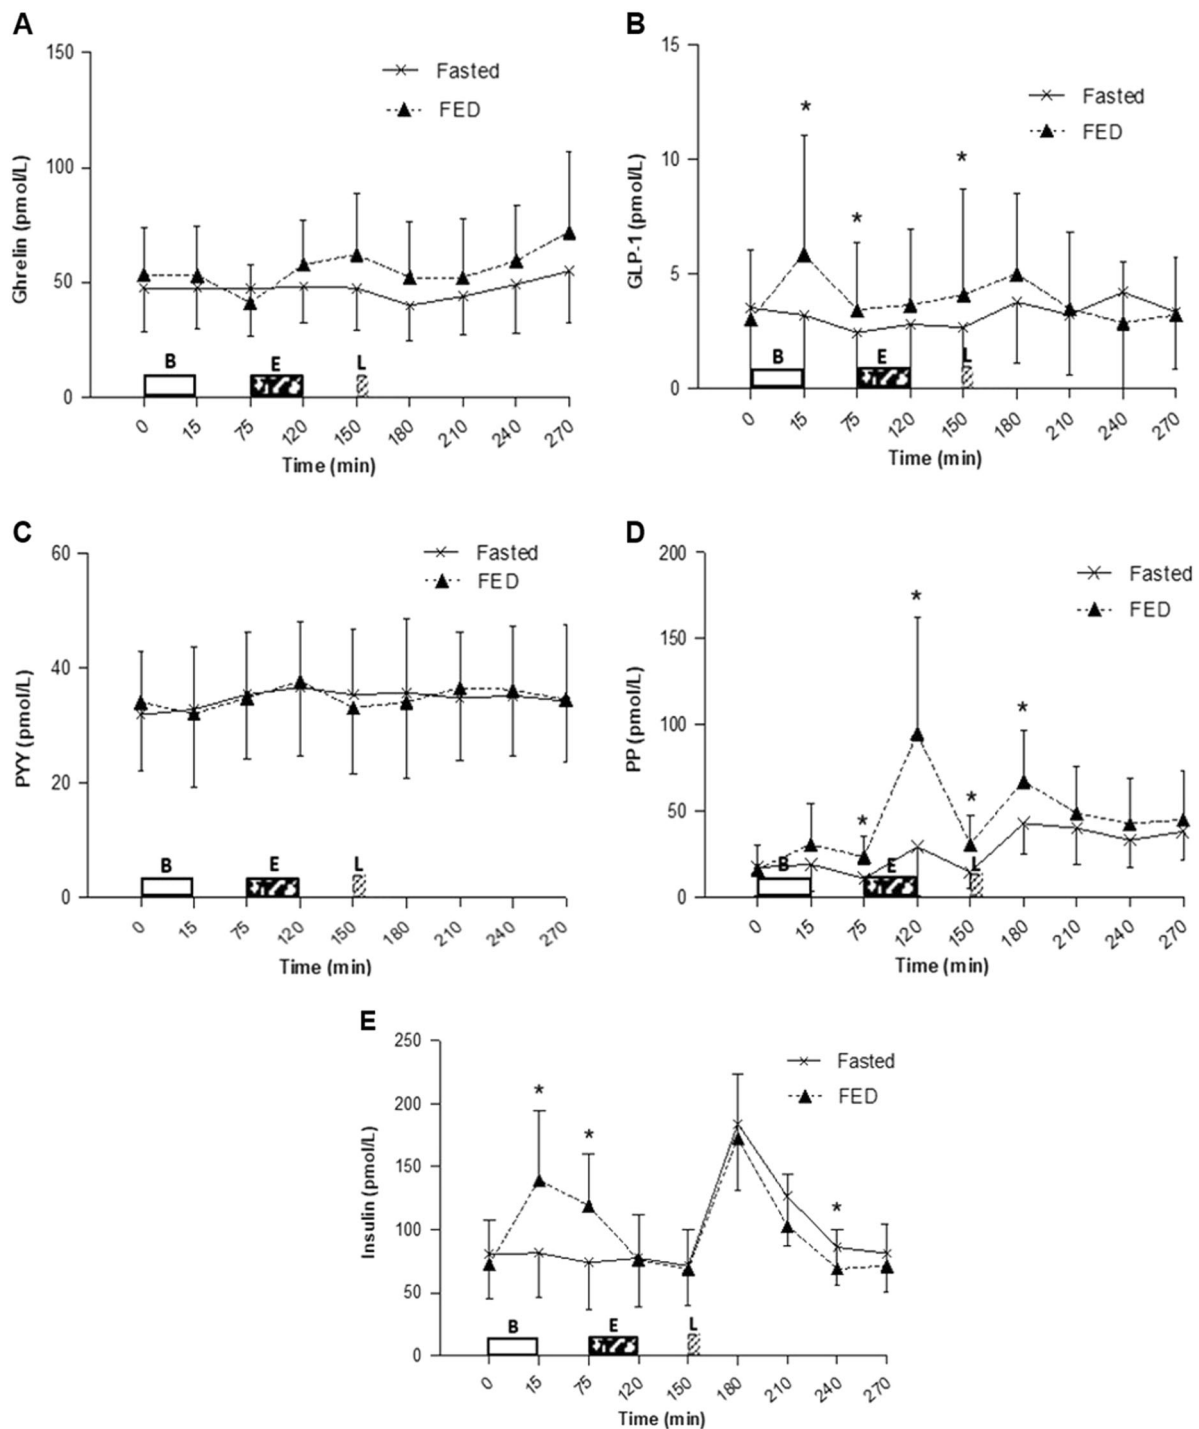 A
150
100
50
0
Ghrelin (pmol/L)
Fasted
FED
B
E
L
0 15 75 120 150 180 210 240 270
Time (min)
B
15
10
5
0
GLP-1 (pmol/L)
Fasted
FED
*
*
*
B
E
L
0 15 75 120 150 180 210 240 270
Time (min)
C
60
40
20
0
PYY (pmol/L)
Fasted
FED
B
E
L
0 15 75 120 150 180 210 240 270
Time (min)
D
200
150
100
50
0
PP (pmol/L)
Fasted
FED
*
*
*
*
B
E
L
0 15 75 120 150 180 210 240 270
Time (min)
E
250
200
150
100
50
0
Insulin (pmol/L)
Fasted
FED
*
*
*
B
E
L
0 15 75 120 150 180 210 240 270
Time (min)